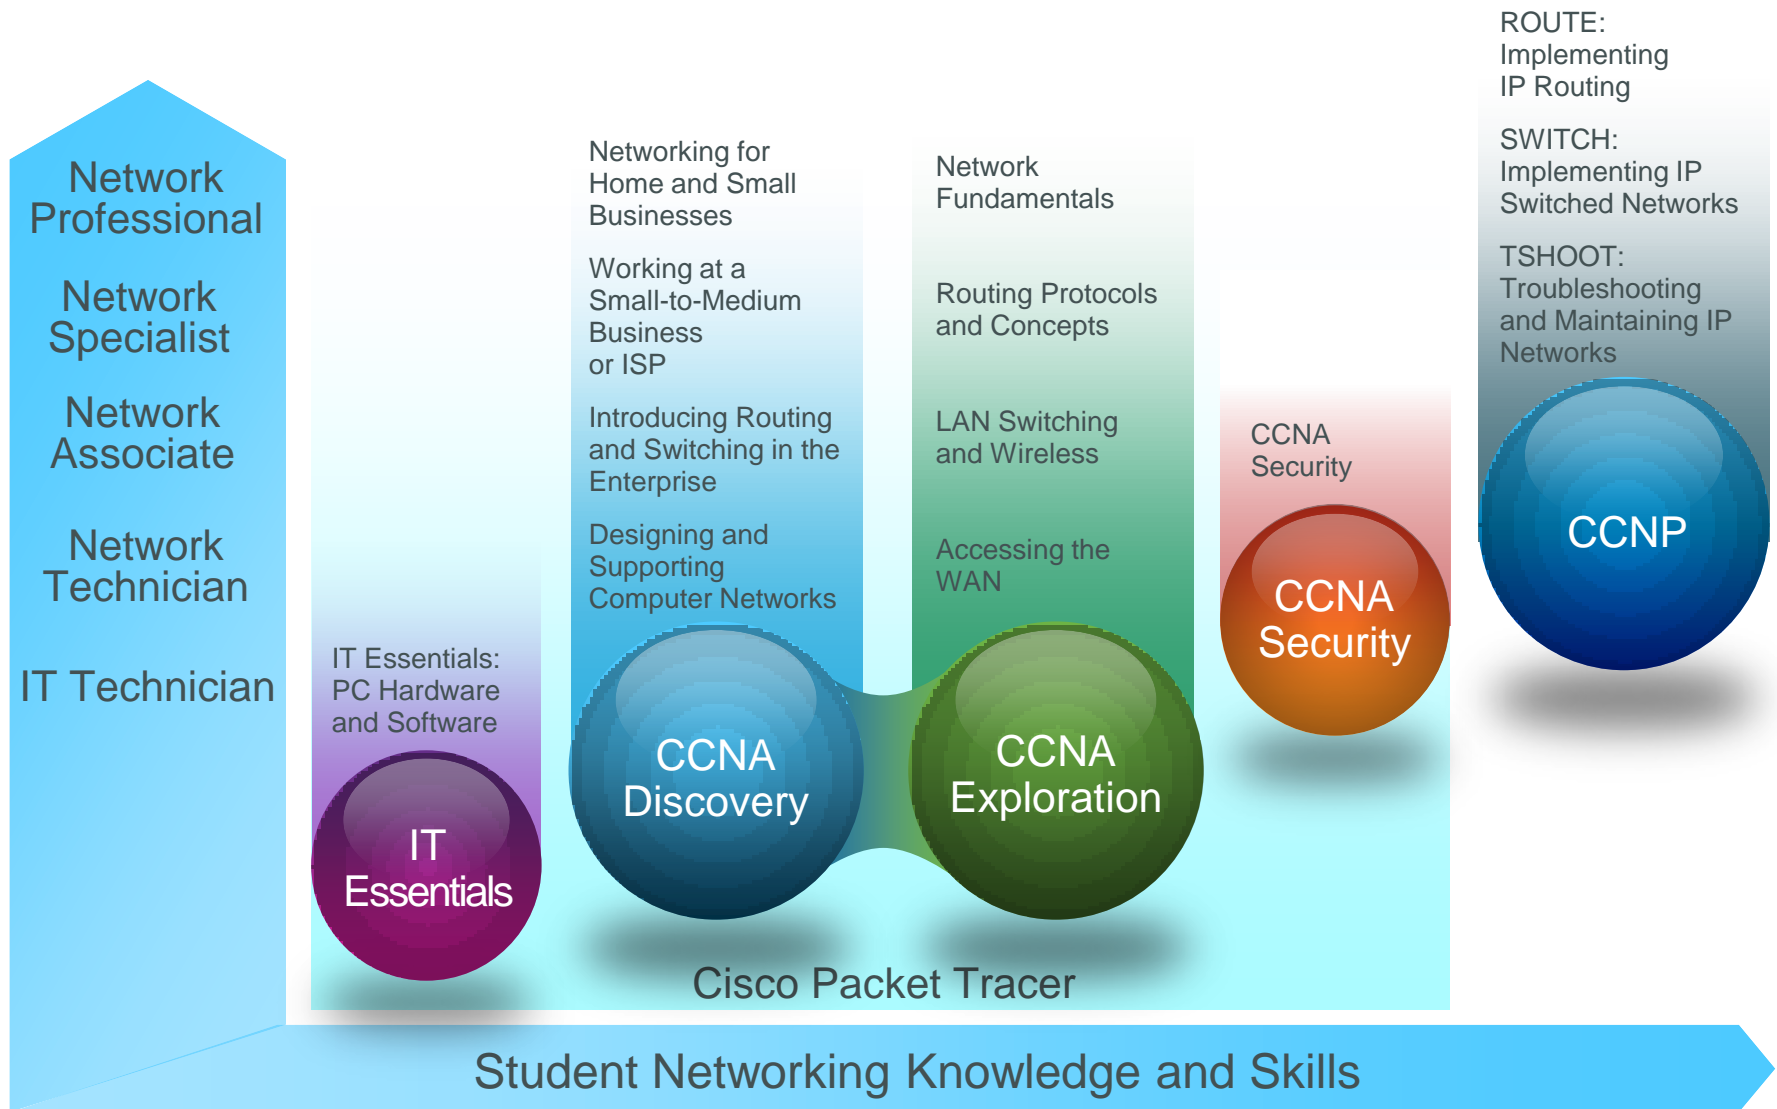 Network
Professional
Network
Specialist
Network
Associate
Network
Technician
IT Technician
IT Essentials:
PC Hardware
and Software
IT
Essentials
Networking for
Home and Small
Businesses
Working at a
Small-to-Medium
Business
or ISP
Introducing Routing
and Switching in the
Enterprise
Designing and
Supporting
Computer Networks
CCNA
Discovery
Network
Fundamentals
Routing Protocols
and Concepts
LAN Switching
and Wireless
Accessing the
WAN
CCNA
Exploration
CCNA
Security
CCNA
Security
ROUTE:
Implementing
IP Routing
SWITCH:
Implementing IP
Switched Networks
TSHOOT:
Troubleshooting
and Maintaining IP
Networks
CCNP
Cisco Packet Tracer
Student Networking Knowledge and Skills